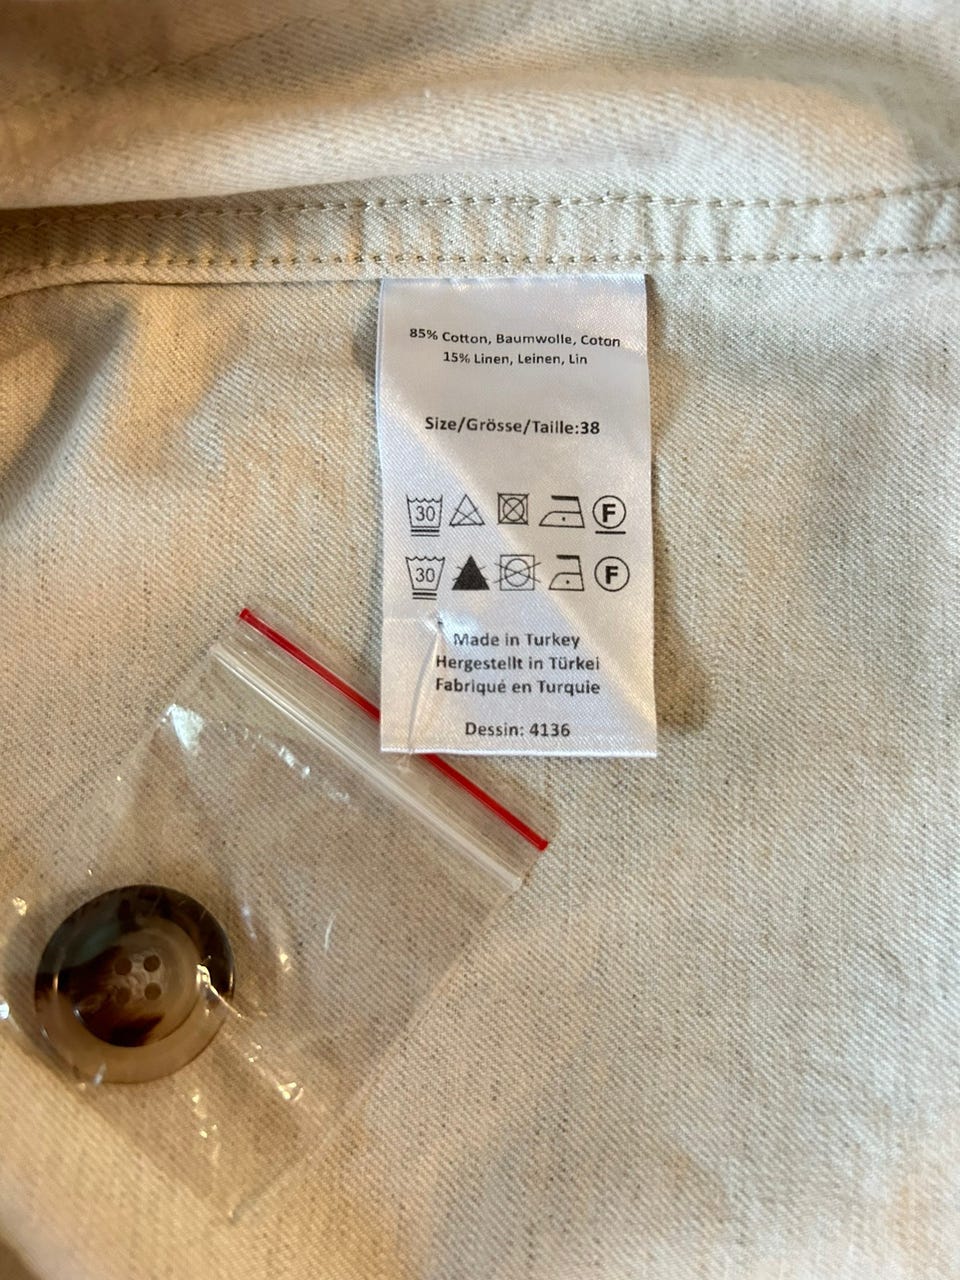 85% Cotton, Baumwolle, Coton
15% Linen, Leinen, Lin
Size/Grösse/Taille:38
30 F
30 F
Made in Turkey
Hergestellt in Türkei
Fabriqué en Turquie
Dessin: 4136